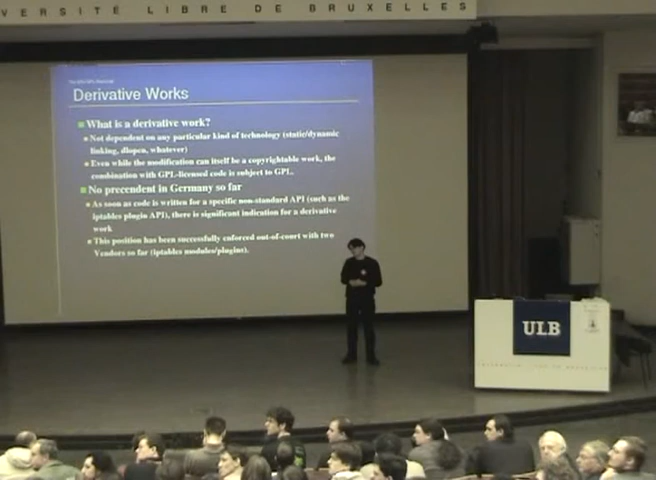 VERSITÉ LIBRE DE BRUXELLES
Derivative Works
What is a derivative work?
Not dependent on any particular kind of technology (static/dynamic
linking, dlopen, whatever)
Even while the modification can itself be a copyrightable work, the
combination with GPL-licensed code is subject to GPL.
No precendent in Germany so far
As soon as code is written for a specific non-standard API (such as the
iptables plugin API), there is significant indication for a derivative
work
This position has been successfully enforced out-of-court with two
Vendors so far (iptables modules/plugins).
ULB